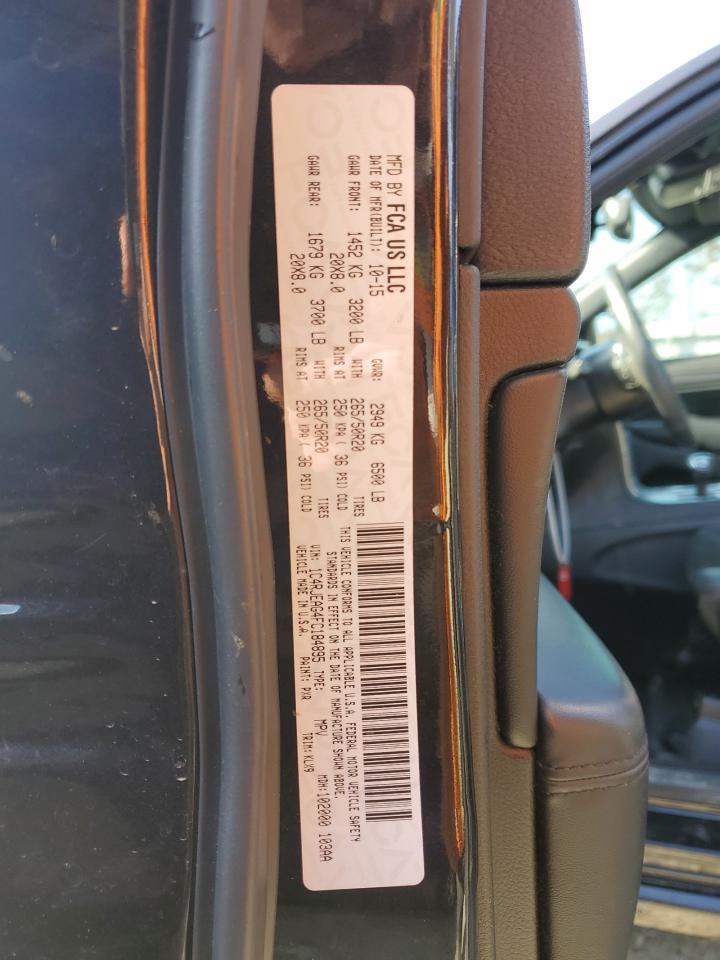 MFD BY FCA US LLC
DATE OF MFR(BUILT): 10-15 GVWR: 2949 KG 6500 LB
GAWR FRONT: 1452 KG 3200 LB WITH 265/50R20 TIRES
20X8.0 RIMS AT 250 KPA ( 36 PSI) COLD
GAWR REAR: 1679 KG 3700 LB WITH 265/50R20 TIRES
20X8.0 RIMS AT 250 KPA ( 36 PSI) COLD
THIS VEHICLE CONFORMS TO ALL APPLICABLE U.S.A. FEDERAL MOTOR VEHICLE SAFETY
STANDARDS IN EFFECT ON THE DATE OF MANUFACTURE SHOWN ABOVE.
VIN: 1C4RJEAG4FC184895 TYPE: MPV MDH:102000 103AA
VEHICLE MADE IN U.S.A. PAINT: PXR TRIM:KLX9